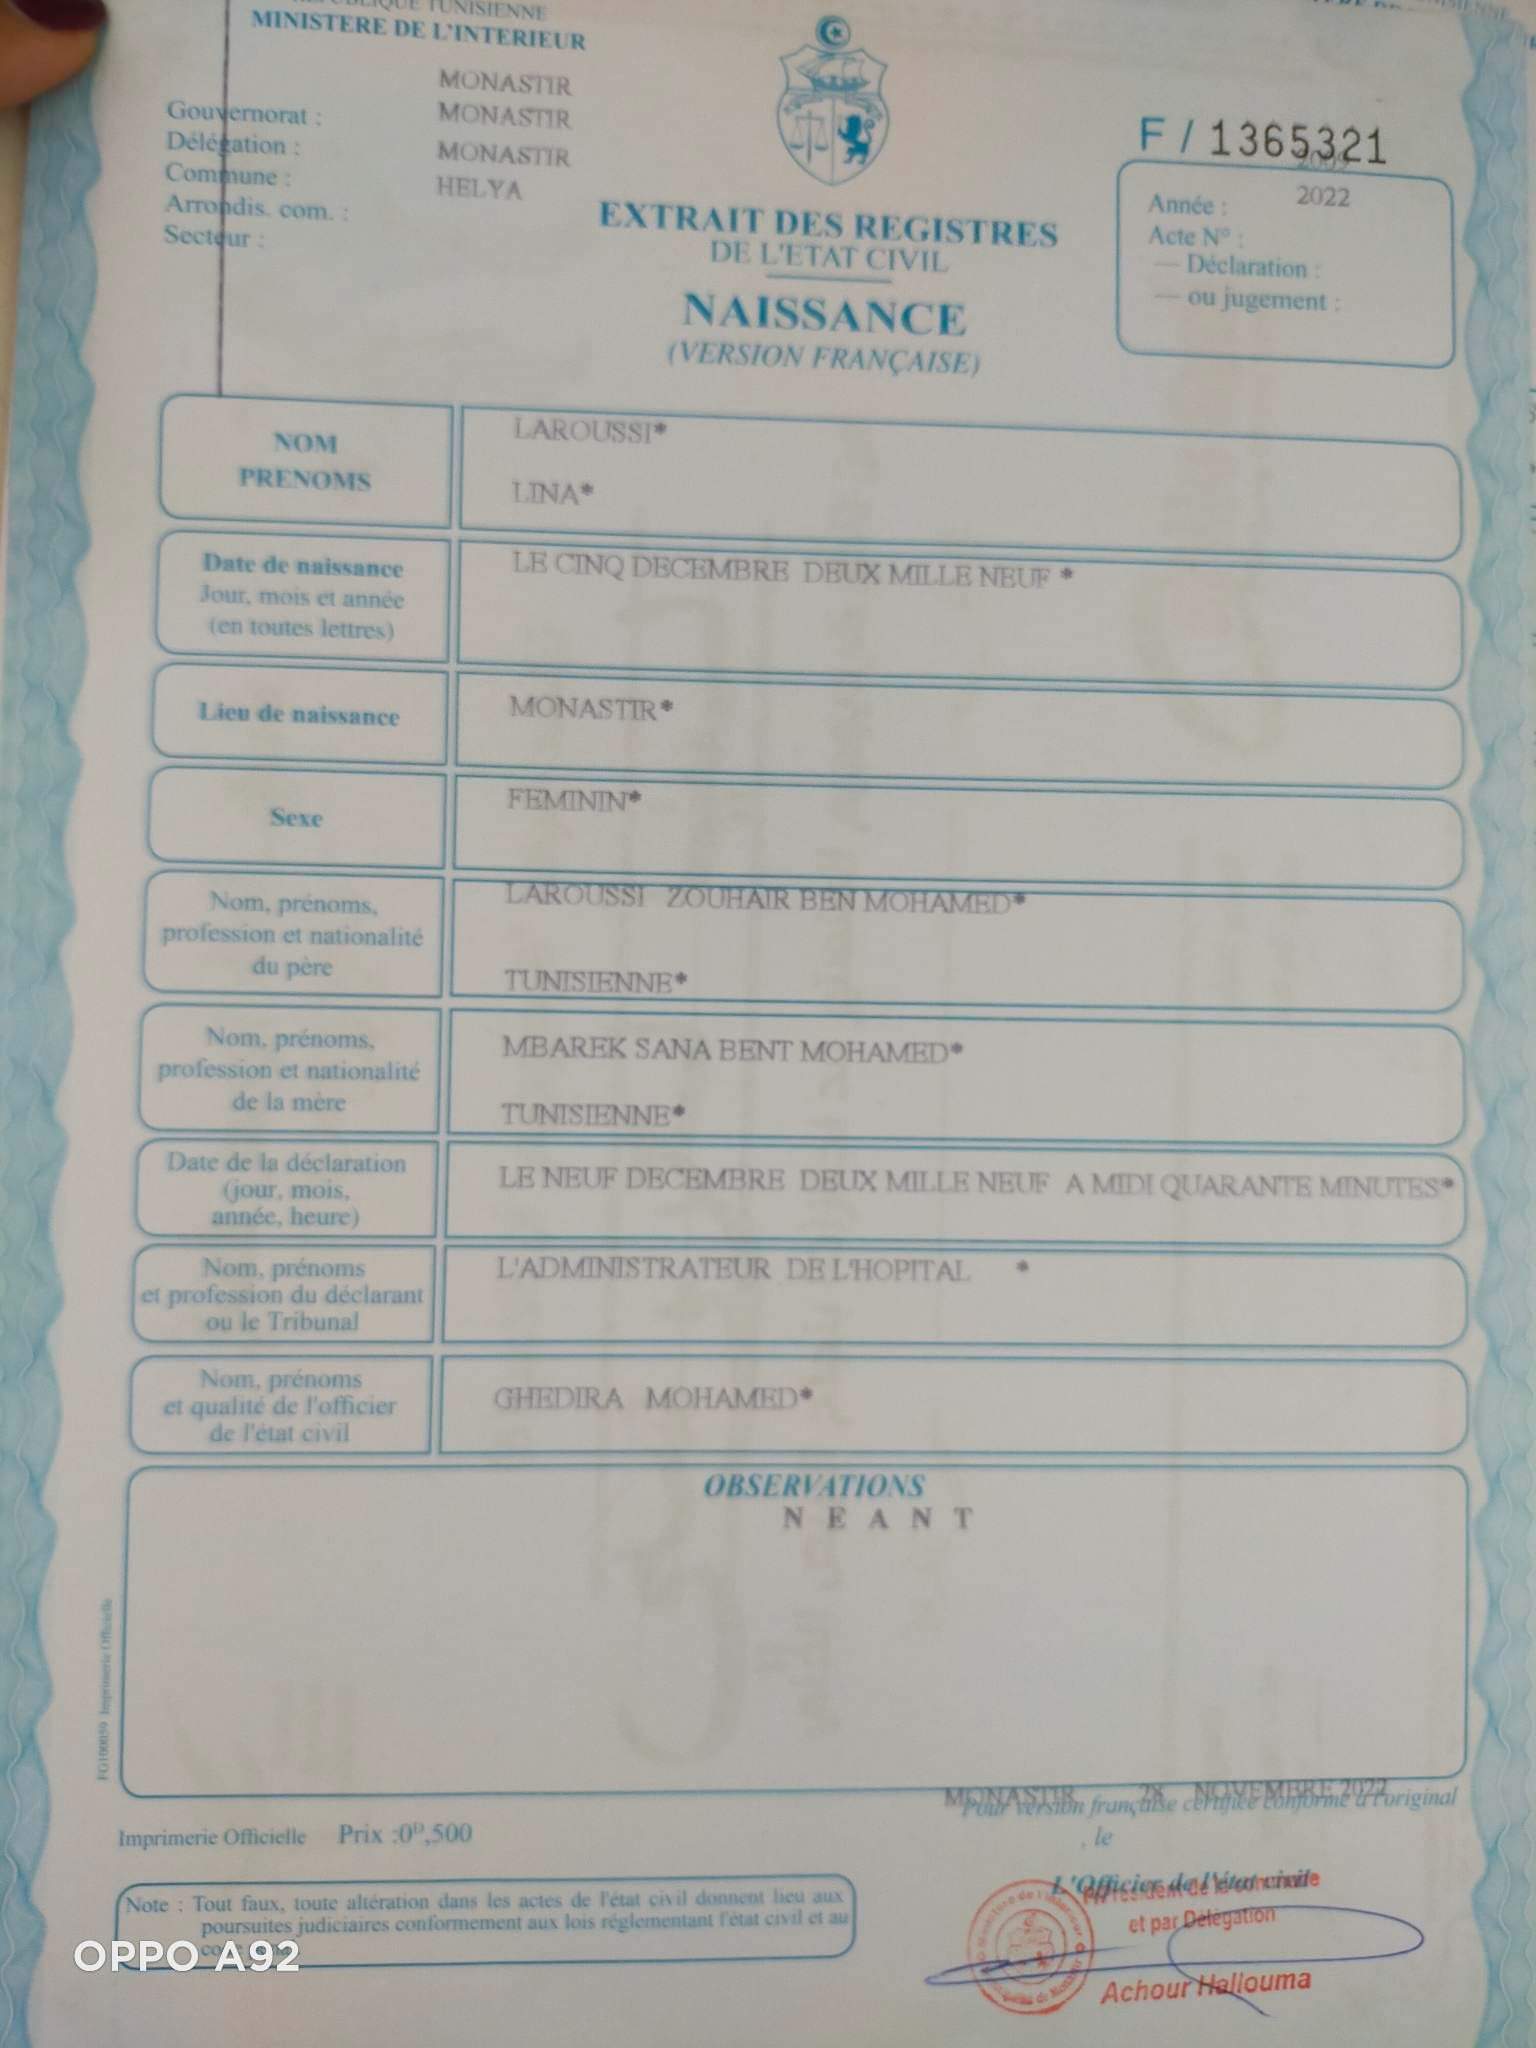 REPUBLIQUE TUNISIENNE
MINISTERE DE L'INTERIEUR
MONASTIR
Gouvernorat : MONASTIR
Délégation : MONASTIR
Commune : HELYA
Arrondis. com. :
Secteur :
F / 1365321
2009
Année : 2022
Acte N° :
— Déclaration :
— ou jugement :
EXTRAIT DES REGISTRES
DE L'ETAT CIVIL
NAISSANCE
(VERSION FRANÇAISE)
NOM LAROUSSI*
PRENOMS LINA*
Date de naissance LE CINQ DECEMBRE DEUX MILLE NEUF *
Jour, mois et année
(en toutes lettres)
Lieu de naissance MONASTIR*
Sexe FEMININ*
Nom, prénoms, LAROUSSI ZOUHAIR BEN MOHAMED*
profession et nationalité
du père TUNISIENNE*
Nom, prénoms, MBAREK SANA BENT MOHAMED*
profession et nationalité
de la mère TUNISIENNE*
Date de la déclaration LE NEUF DECEMBRE DEUX MILLE NEUF A MIDI QUARANTE MINUTES*
(jour, mois,
année, heure)
Nom, prénoms L'ADMINISTRATEUR DE L'HOPITAL *
et profession du déclarant
ou le Tribunal
Nom, prénoms GHEDIRA MOHAMED*
et qualité de l'officier
de l'état civil
OBSERVATIONS
N E A N T
FG100059 Imprimerie Officielle
MONASTIR 28 NOVEMBRE 2022
Pour version française certifiée conforme à l'original
, le
Imprimerie Officielle Prix :0ᴰ,500
L'Officier de l'état civil
et par Délégation
Achour Hallouma
Note : Tout faux, toute altération dans les actes de l'état civil donnent lieu aux
poursuites judiciaires conformement aux lois réglementant l'état civil et au
OPPO A92